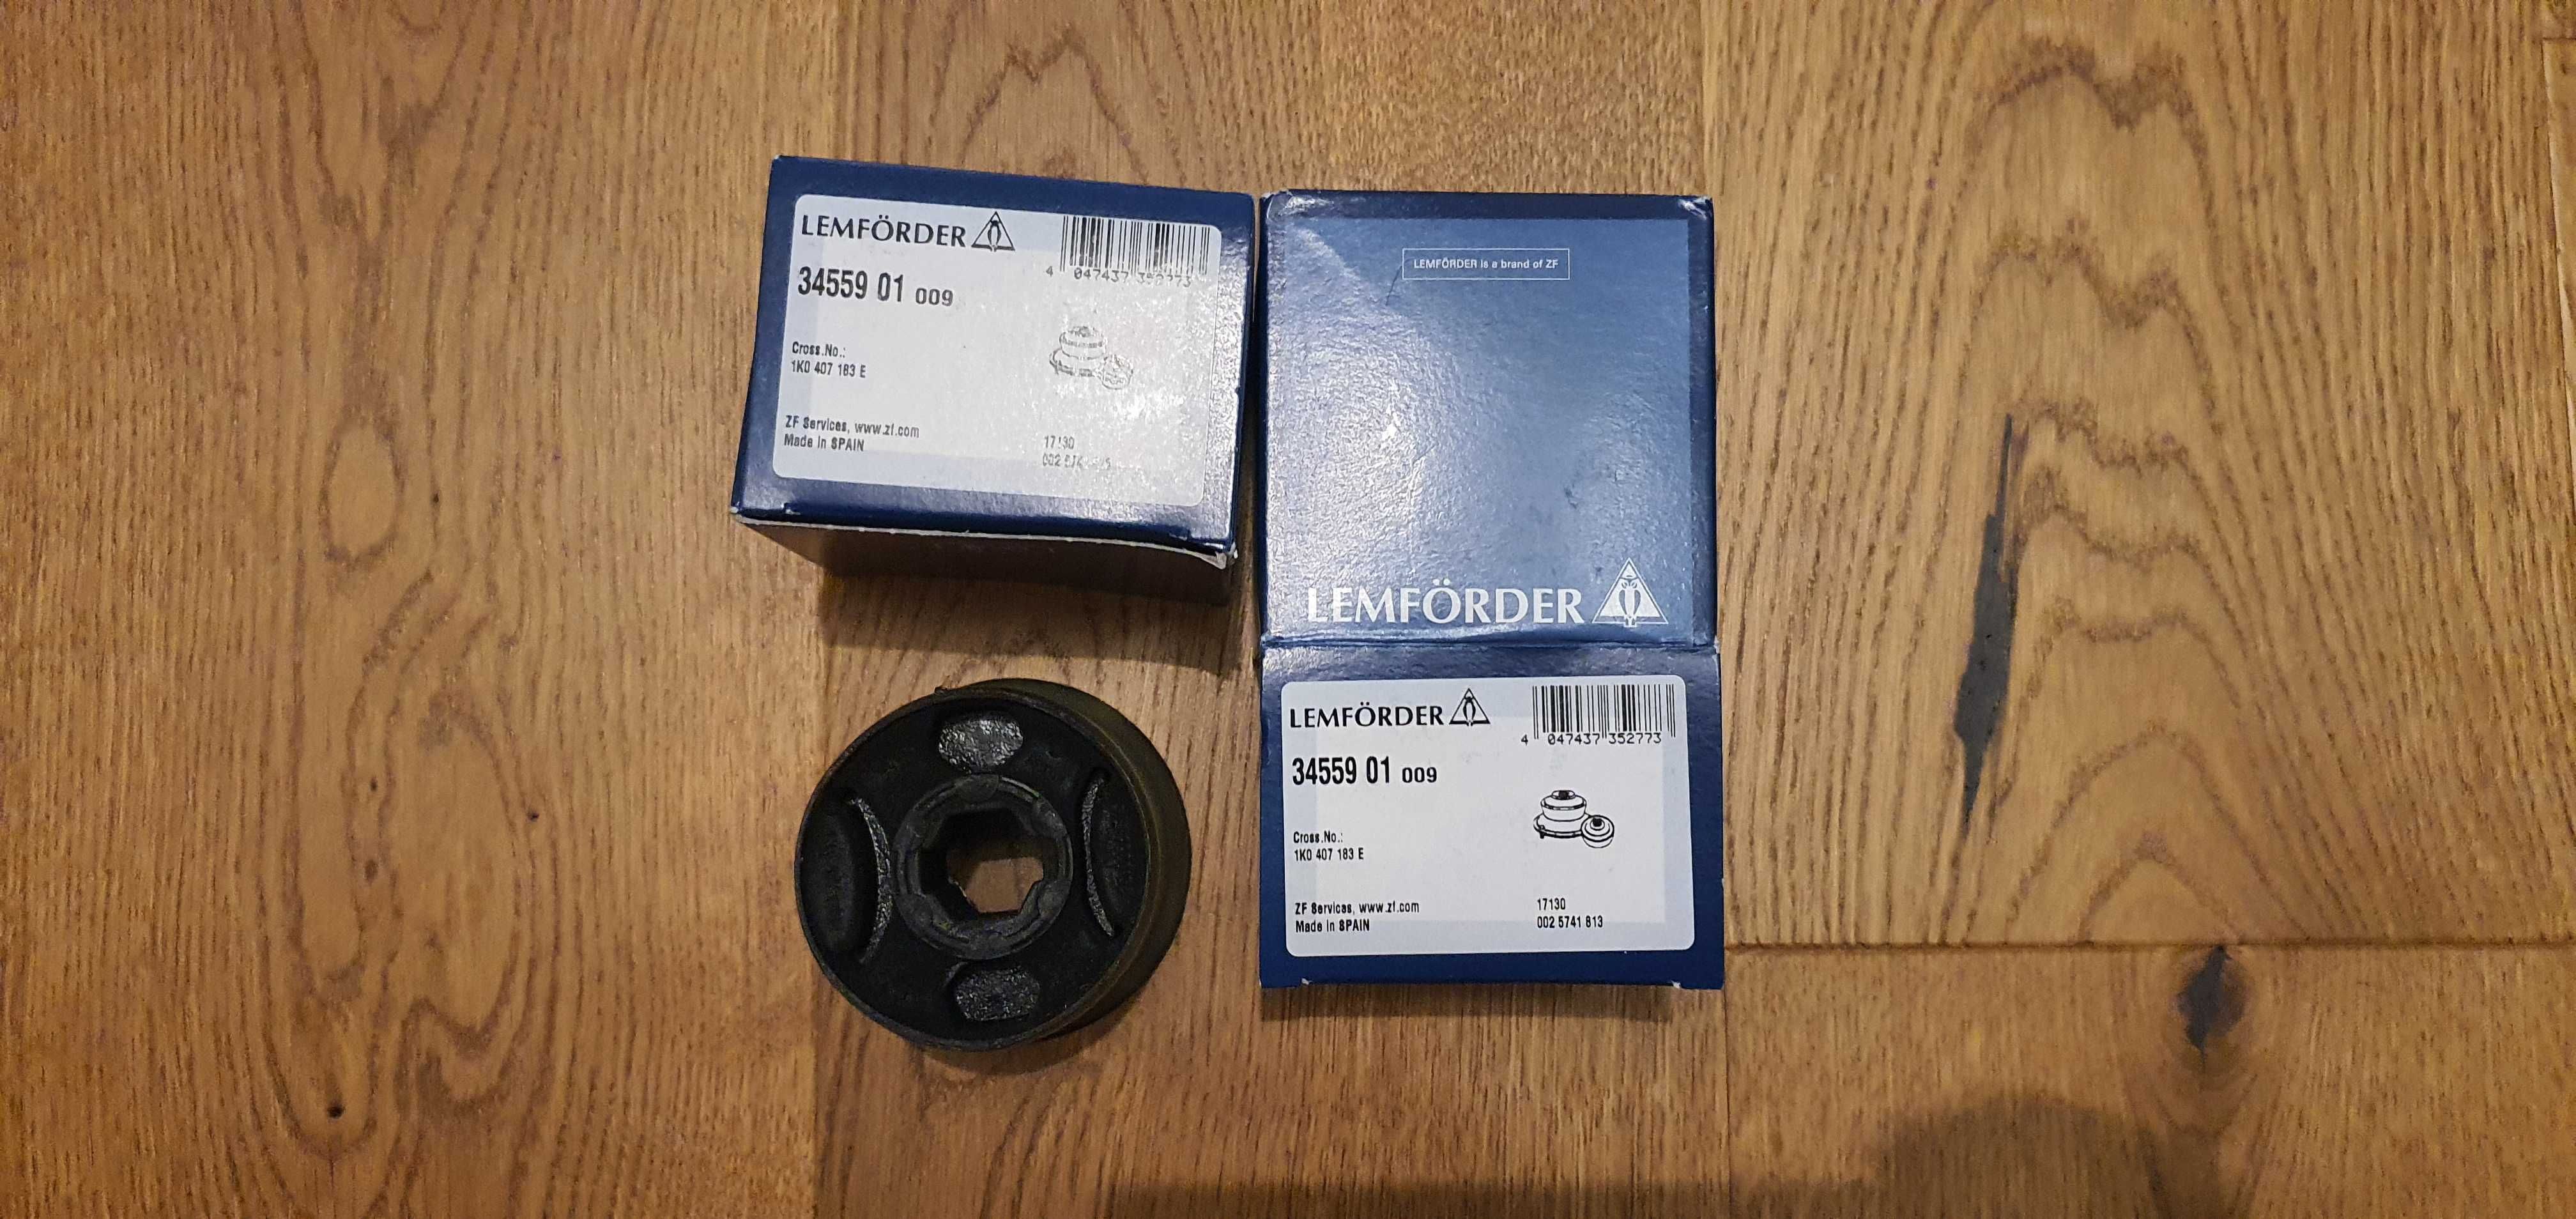 LEMFÖRDER
4 047437 352773
34559 01 009
Cross.No.:
1K0 407 183 E
ZF Services, www.zf.com
Made in SPAIN
17130
LEMFÖRDER is a brand of ZF
LEMFÖRDER
LEMFÖRDER
4 047437 352773
34559 01 009
Cross.No.:
1K0 407 183 E
ZF Services, www.zf.com
Made in SPAIN
17130
002 5741 813